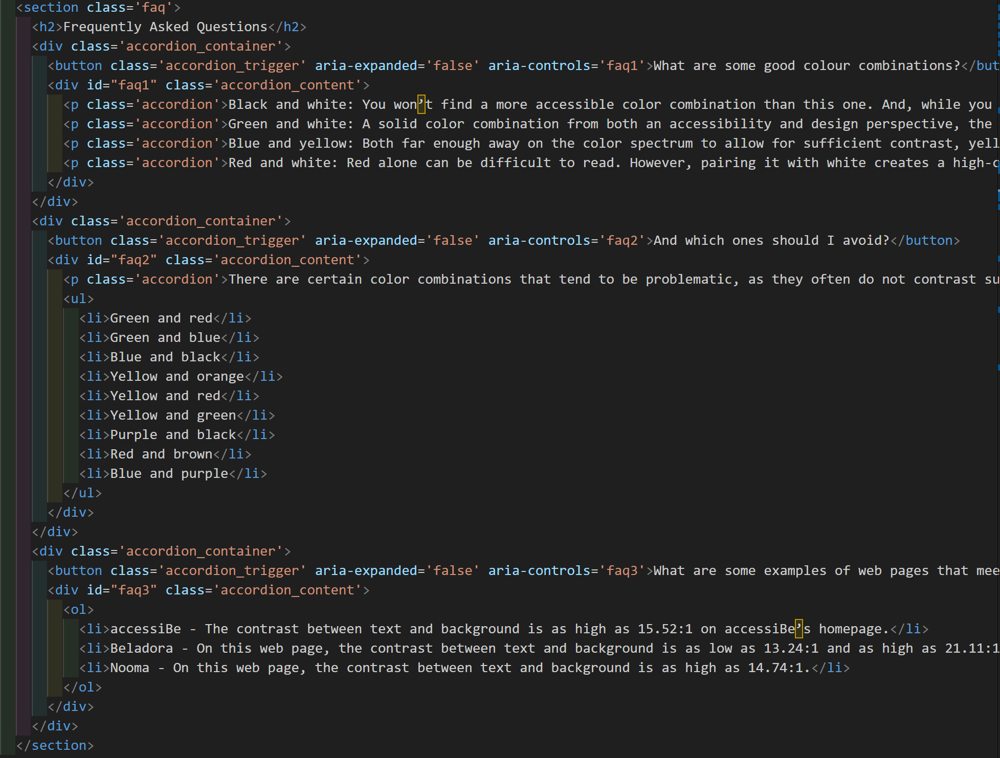 <section class='faq'>
<h2>Frequently Asked Questions</h2>
<div class='accordion_container'>
<button class='accordion_trigger' aria-expanded='false' aria-controls='faq1'>What are some good colour combinations?</but
<div id="faq1" class='accordion_content'>
<p class='accordion'>Black and white: You won’t find a more accessible color combination than this one. And, while you
<p class='accordion'>Green and white: A solid color combination from both an accessibility and design perspective, the
<p class='accordion'>Blue and yellow: Both far enough away on the color spectrum to allow for sufficient contrast, yell
<p class='accordion'>Red and white: Red alone can be difficult to read. However, pairing it with white creates a high-c
</div>
</div>
<div class='accordion_container'>
<button class='accordion_trigger' aria-expanded='false' aria-controls='faq2'>And which ones should I avoid?</button>
<div id="faq2" class='accordion_content'>
<p class='accordion'>There are certain color combinations that tend to be problematic, as they often do not contrast su
<ul>
<li>Green and red</li>
<li>Green and blue</li>
<li>Blue and black</li>
<li>Yellow and orange</li>
<li>Yellow and red</li>
<li>Yellow and green</li>
<li>Purple and black</li>
<li>Red and brown</li>
<li>Blue and purple</li>
</ul>
</div>
</div>
<div class='accordion_container'>
<button class='accordion_trigger' aria-expanded='false' aria-controls='faq3'>What are some examples of web pages that mee
<div id="faq3" class='accordion_content'>
<ol>
<li>accessiBe - The contrast between text and background is as high as 15.52:1 on accessiBe’s homepage.</li>
<li>Beladora - On this web page, the contrast between text and background is as low as 13.24:1 and as high as 21.11:1
<li>Nooma - On this web page, the contrast between text and background is as high as 14.74:1.</li>
</ol>
</div>
</div>
</section>